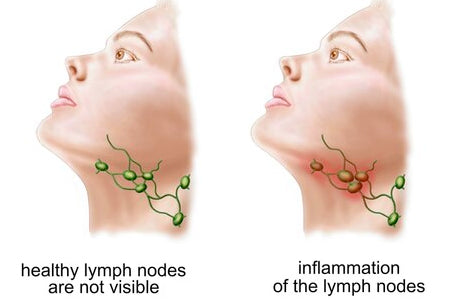 healthy lymph nodes
are not visible
inflammation
of the lymph nodes